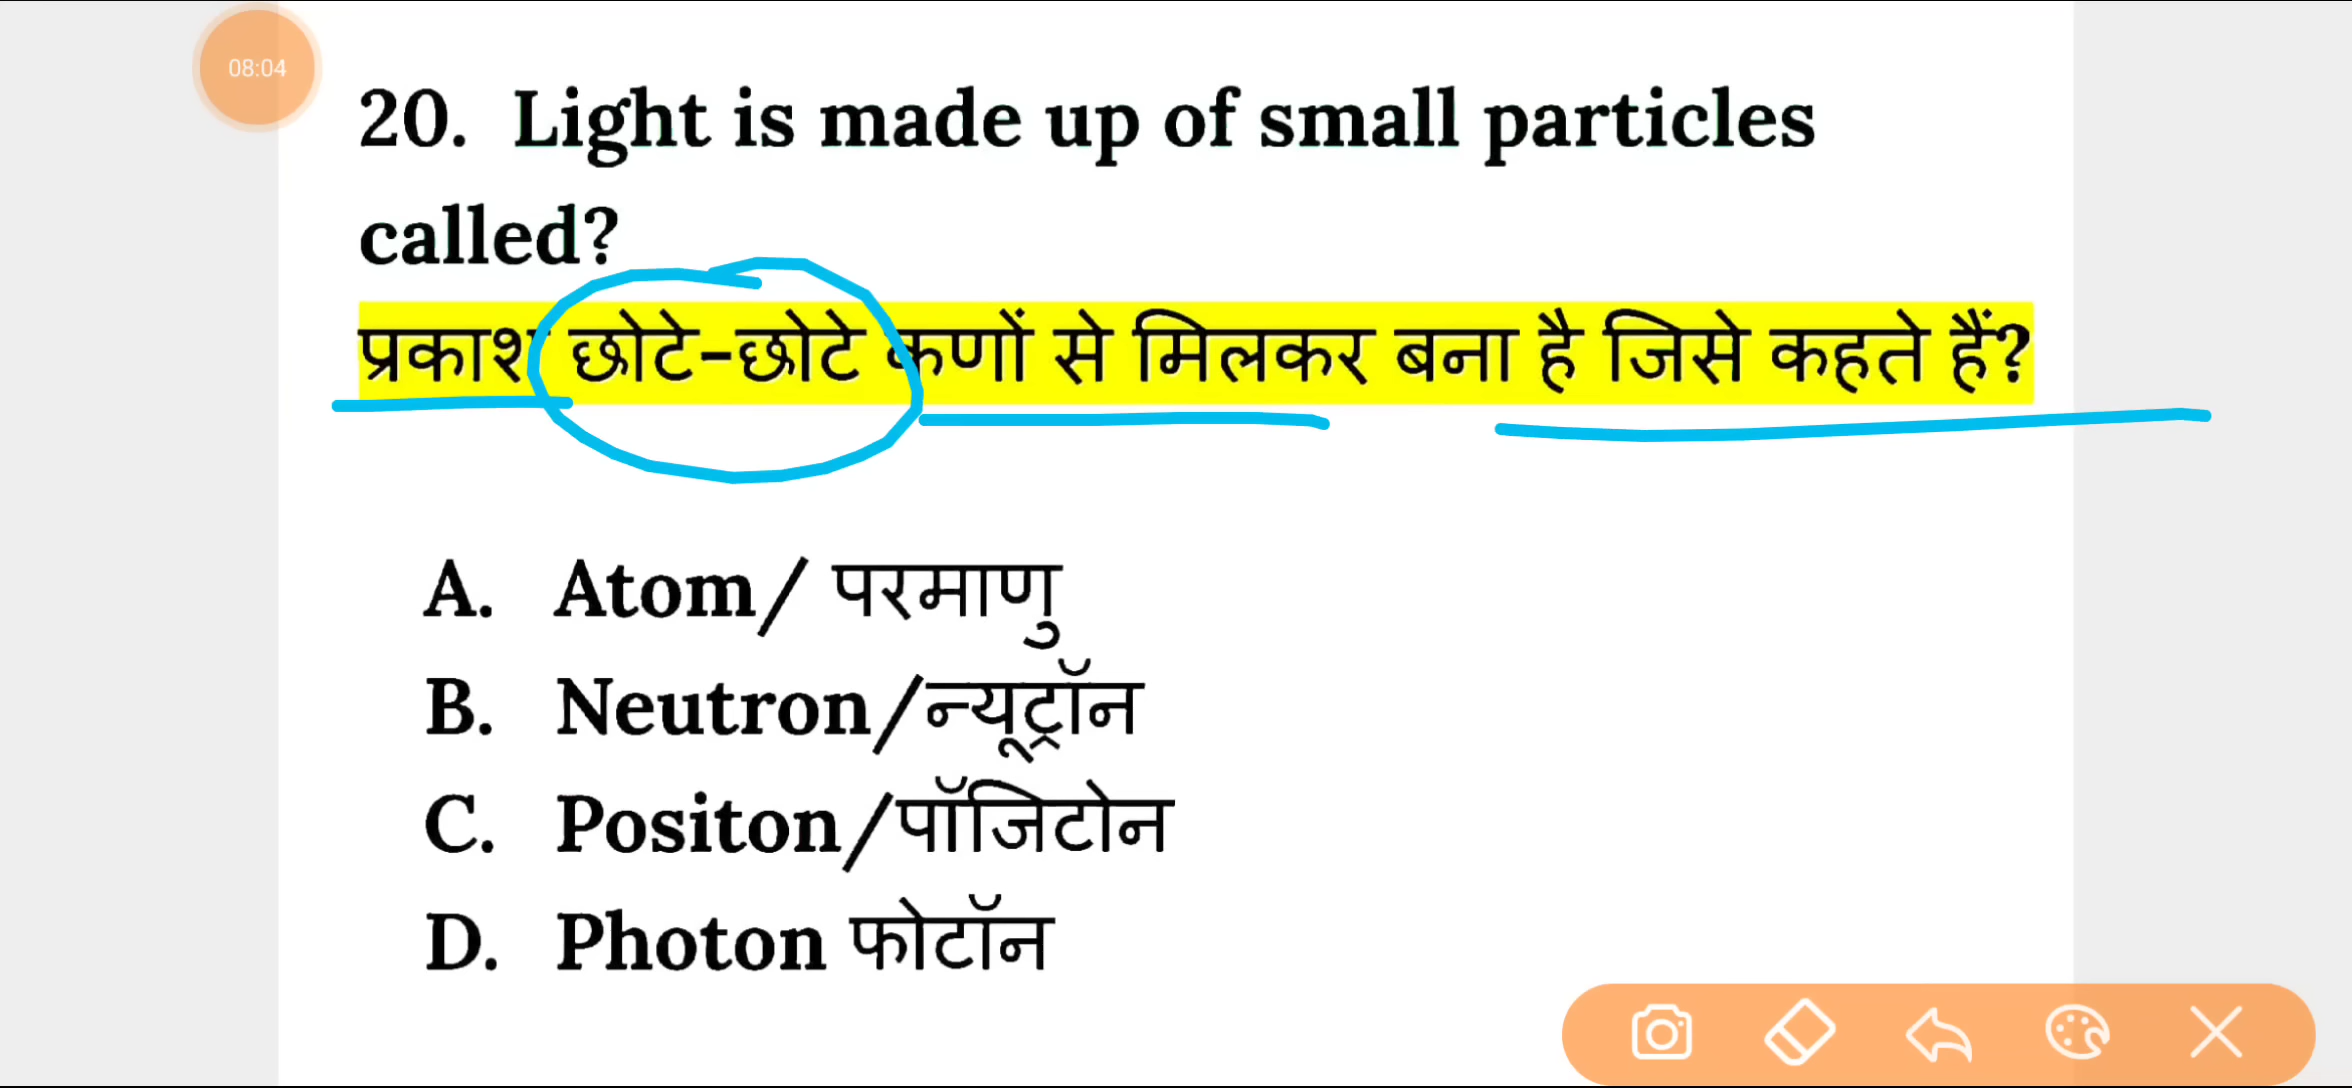 08:04
20. Light is made up of small particles
called?
प्रकाश छोटे-छोटे कणों से मिलकर बना है जिसे कहते हैं?
A. Atom/ परमाणु
B. Neutron/न्यूट्रॉन
C. Positon/पॉजिटोन
D. Photon फोटॉन